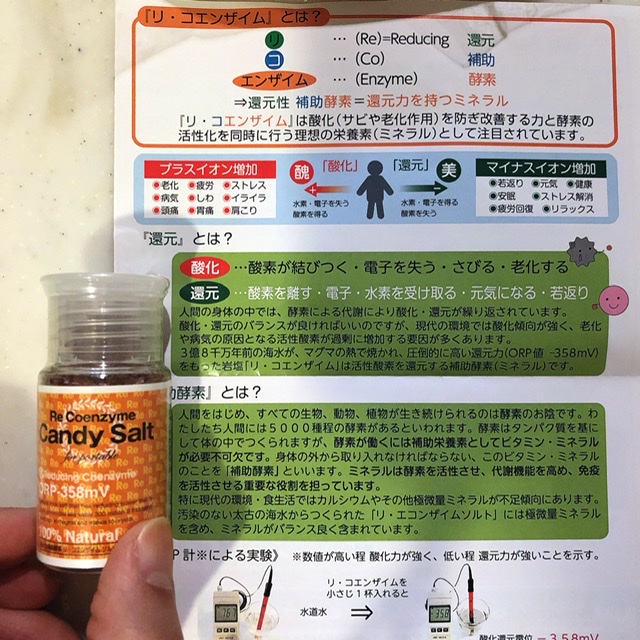 『リ・コエンザイム』とは?
リ … (Re)=Reducing 還元
コ … (Co) 補助
エンザイム … (Enzyme) 酵素
⇒還元性 補助酵素=還元力を持つミネラル
『リ・コエンザイム』は酸化(サビや老化作用)を防ぎ改善する力と酵素の
活性化を同時に行う理想の栄養素(ミネラル)として注目されています。
プラスイオン増加
●老化 ●疲労 ●ストレス
●病気 ●しわ ●イライラ
●頭痛 ●胃痛 ●肩こり
醜 「酸化」
水素・電子を失う
酸素を得る
「還元」 美
水素・電子を得る
酸素を失う
マイナスイオン増加
●若返り ●元気 ●健康
●安眠 ●ストレス解消
●疲労回復 ●リラックス
『還元』とは?
酸化 …酸素が結びつく・電子を失う・さびる・老化する
還元 …酸素を離す・電子・水素を受け取る・元気になる・若返り
人間の身体の中では、酵素による代謝により酸化・還元が繰り返されています。
酸化・還元のバランスが良ければいいのですが、現代の環境では酸化傾向が強く、老化
や病気の原因となる活性酸素が過剰に増加する要因が多くあります。
3億8千万年前の海水が、マグマの熱で焼かれ、圧倒的に高い還元力(ORP値 -358mV)
をもった岩塩『リ・コエンザイム』は活性酸素を還元する補助酵素(ミネラル)です。
助酵素』とは?
人間をはじめ、すべての生物、動物、植物が生き続けられるのは酵素のお陰です。わ
たしたち人間には5000種程の酵素があるといわれます。酵素はタンパク質を基に
して体の中でつくられますが、酵素が働くには補助栄養素としてビタミン・ミネラル
が必要不可欠です。身体の外から取り入れなければならない、このビタミン・ミネラル
のことを「補助酵素」といいます。ミネラルは酵素を活性させ、代謝機能を高め、免疫
を活性させる重要な役割を担っています。
特に現代の環境・食生活ではカルシウムやその他極微量ミネラルが不足傾向にあります。
汚染のない太古の海水からつくられた「リ・エコンザイムソルト」には極微量ミネラル
を含め、ミネラルがバランス良く含まれています。
P計※による実験》 ※数値が高い程 酸化力が強く、低い程 還元力が強いことを示す。
リ・コエンザイムを
小さじ1杯入れると
水道水 ⇒
酸化還元電位 -358mV
Re Coenzyme
Candy Salt
for portable
Reducing Coenzyme
ORP-358mV
100% Natural